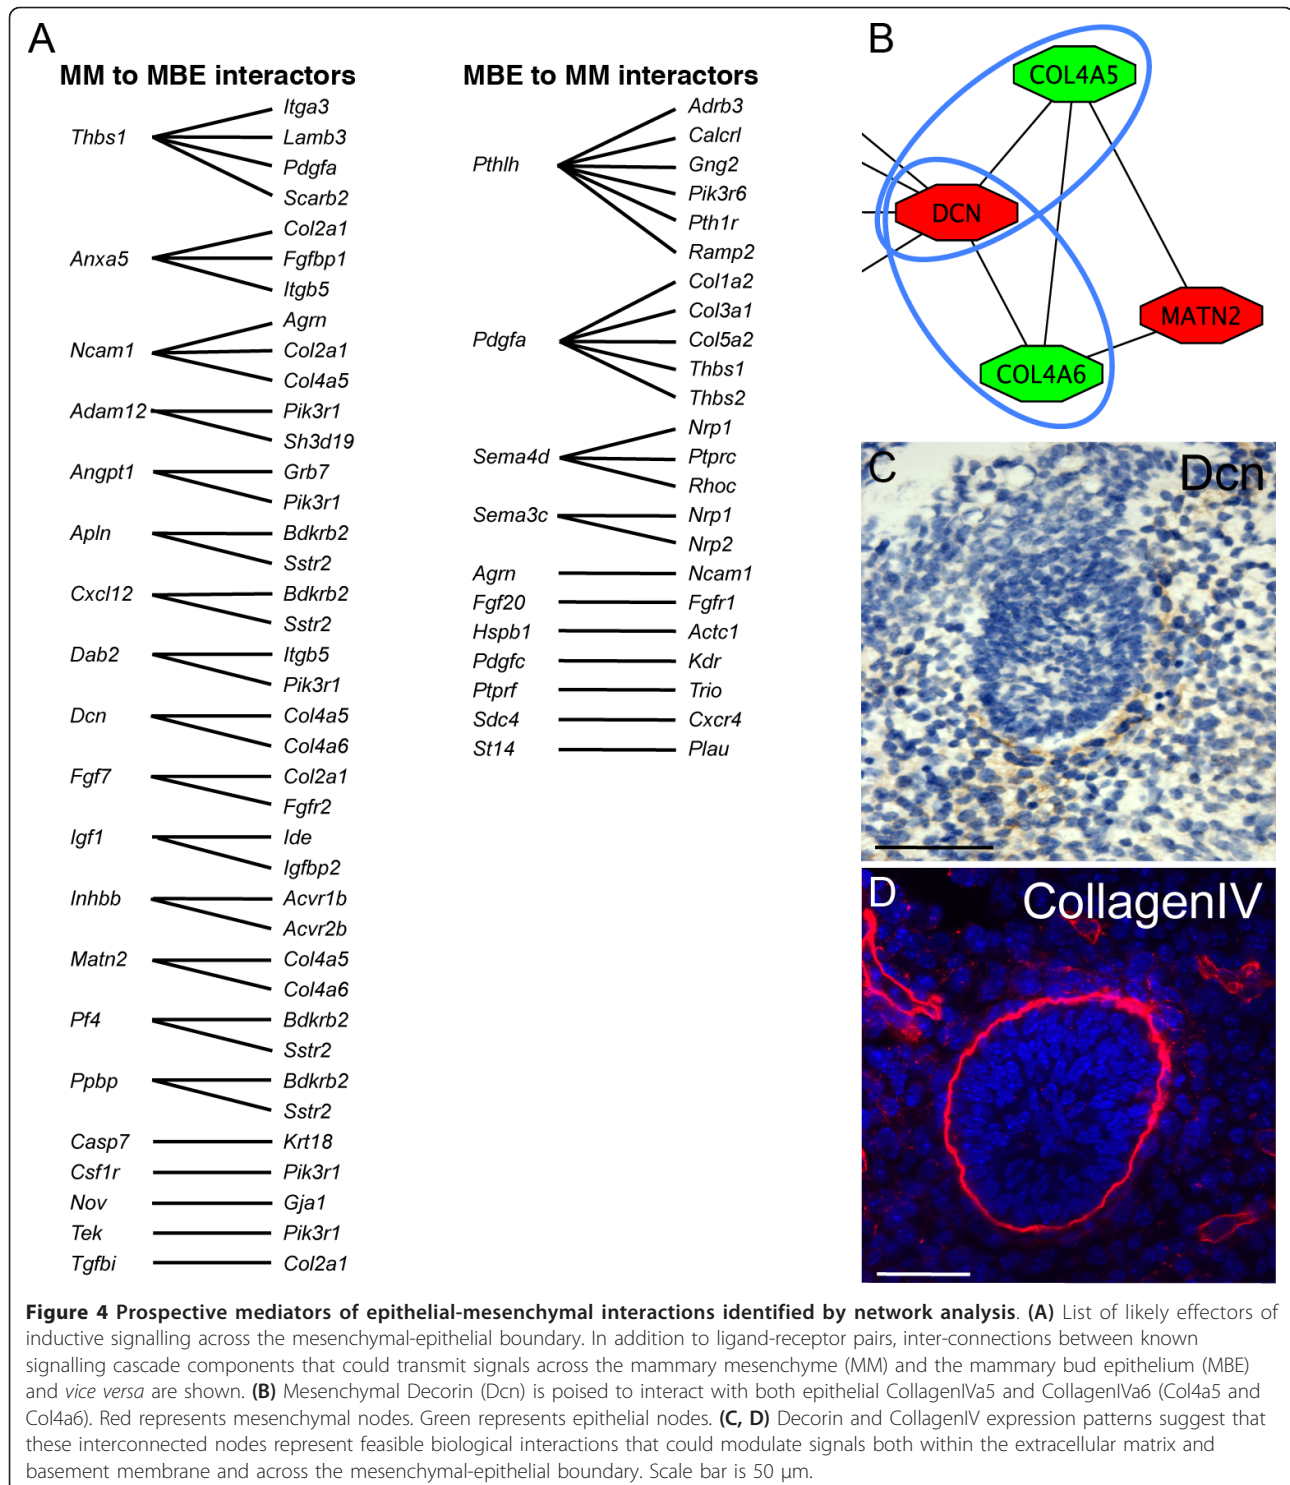 A
MM to MBE interactors
Thbs1
Itga3
Lamb3
Pdgfa
Scarb2
Anxa5
Col2a1
Fgfbp1
Itgb5
Ncam1
Agrn
Col2a1
Col4a5
Adam12
Pik3r1
Sh3d19
Angpt1
Grb7
Pik3r1
Apln
Bdkrb2
Sstr2
Cxcl12
Bdkrb2
Sstr2
Dab2
Itgb5
Pik3r1
Dcn
Col4a5
Col4a6
Fgf7
Col2a1
Fgfr2
Igf1
Ide
Igfbp2
Inhbb
Acvr1b
Acvr2b
Matn2
Col4a5
Col4a6
Pf4
Bdkrb2
Sstr2
Ppbp
Bdkrb2
Sstr2
Casp7 Krt18
Csf1r Pik3r1
Nov Gja1
Tek Pik3r1
Tgfbi Col2a1
MBE to MM interactors
Pthlh
Adrb3
Calcrl
Gng2
Pik3r6
Pth1r
Ramp2
Pdgfa
Col1a2
Col3a1
Col5a2
Thbs1
Thbs2
Sema4d
Nrp1
Ptprc
Rhoc
Sema3c
Nrp1
Nrp2
Agrn Ncam1
Fgf20 Fgfr1
Hspb1 Actc1
Pdgfc Kdr
Ptprf Trio
Sdc4 Cxcr4
St14 Plau
B
COL4A5
DCN
MATN2
COL4A6
C
Dcn
D
CollagenIV
Figure 4 Prospective mediators of epithelial-mesenchymal interactions identified by network analysis. (A) List of likely effectors of
inductive signalling across the mesenchymal-epithelial boundary. In addition to ligand-receptor pairs, inter-connections between known
signalling cascade components that could transmit signals across the mammary mesenchyme (MM) and the mammary bud epithelium (MBE)
and vice versa are shown. (B) Mesenchymal Decorin (Dcn) is poised to interact with both epithelial CollagenIVa5 and CollagenIVa6 (Col4a5 and
Col4a6). Red represents mesenchymal nodes. Green represents epithelial nodes. (C, D) Decorin and CollagenIV expression patterns suggest that
these interconnected nodes represent feasible biological interactions that could modulate signals both within the extracellular matrix and
basement membrane and across the mesenchymal-epithelial boundary. Scale bar is 50 μm.